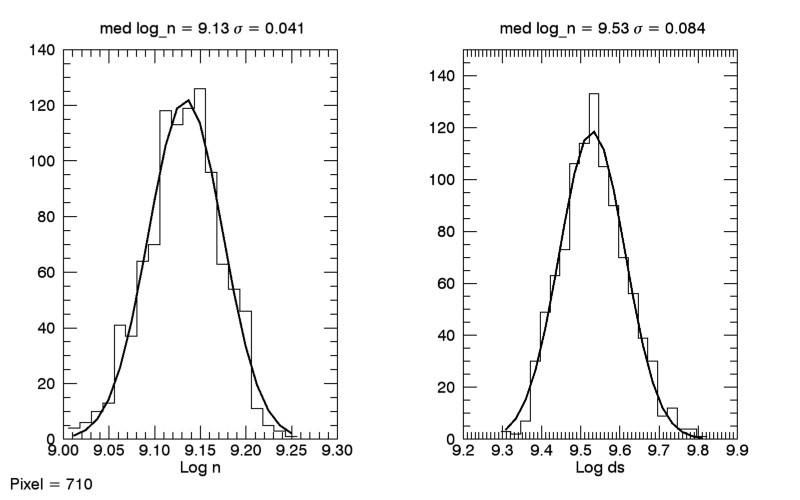 med log_n = 9.13 σ = 0.041
140
120
100
80
60
40
20
0
9.00 9.05 9.10 9.15 9.20 9.25 9.30
Log n
med log_n = 9.53 σ = 0.084
140
120
100
80
60
40
20
0
9.2 9.3 9.4 9.5 9.6 9.7 9.8 9.9
Log ds
Pixel = 710